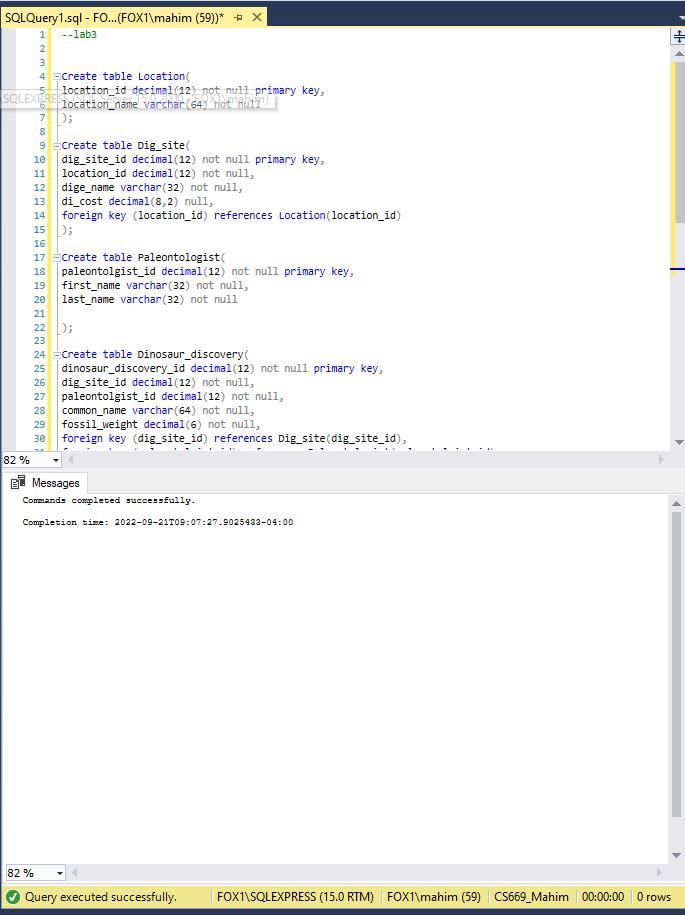 SQLQuery1.sql - FO...(FOX1\mahim (59))*
1 --lab3
2
3
4 Create table Location(
5 location_id decimal(12) not null primary key,
6 location_name varchar(64) not null
7 );
8
9 Create table Dig_site(
10 dig_site_id decimal(12) not null primary key,
11 location_id decimal(12) not null,
12 dige_name varchar(32) not null,
13 di_cost decimal(8,2) null,
14 foreign key (location_id) references Location(location_id)
15 );
16
17 Create table Paleontologist(
18 paleontolgist_id decimal(12) not null primary key,
19 first_name varchar(32) not null,
20 last_name varchar(32) not null
21
22 );
23
24 Create table Dinosaur_discovery(
25 dinosaur_discovery_id decimal(12) not null primary key,
26 dig_site_id decimal(12) not null,
27 paleontolgist_id decimal(12) not null,
28 common_name varchar(64) not null,
29 fossil_weight decimal(6) not null,
30 foreign key (dig_site_id) references Dig_site(dig_site_id),
82 %
Messages
Commands completed successfully.
Completion time: 2022-09-21T09:07:27.9025433-04:00
82 %
Query executed successfully. FOX1\SQLEXPRESS (15.0 RTM) FOX1\mahim (59) CS669_Mahim 00:00:00 0 rows